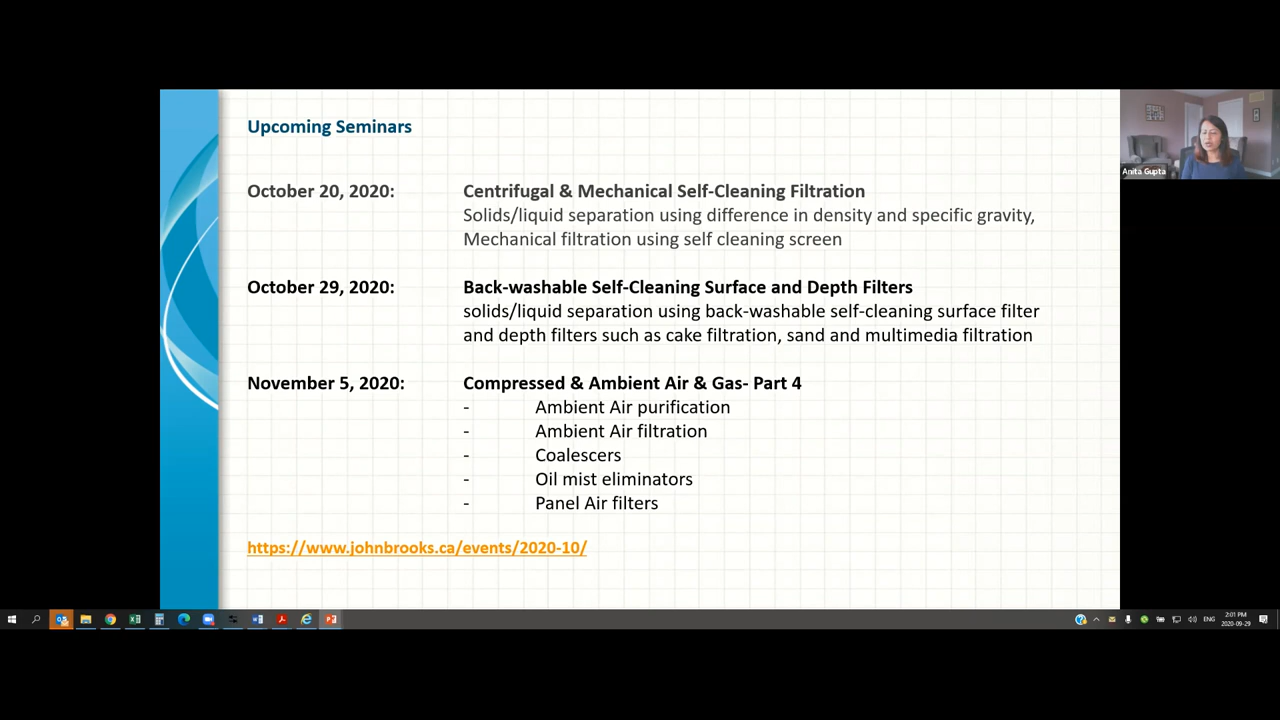 Upcoming Seminars
October 20, 2020: Centrifugal & Mechanical Self-Cleaning Filtration
Solids/liquid separation using difference in density and specific gravity,
Mechanical filtration using self cleaning screen
October 29, 2020: Back-washable Self-Cleaning Surface and Depth Filters
solids/liquid separation using back-washable self-cleaning surface filter
and depth filters such as cake filtration, sand and multimedia filtration
November 5, 2020: Compressed & Ambient Air & Gas- Part 4
- Ambient Air purification
- Ambient Air filtration
- Coalescers
- Oil mist eliminators
- Panel Air filters
https://www.johnbrooks.ca/events/2020-10/
Anita Gupta
ENG
2:01 PM
2020-09-29